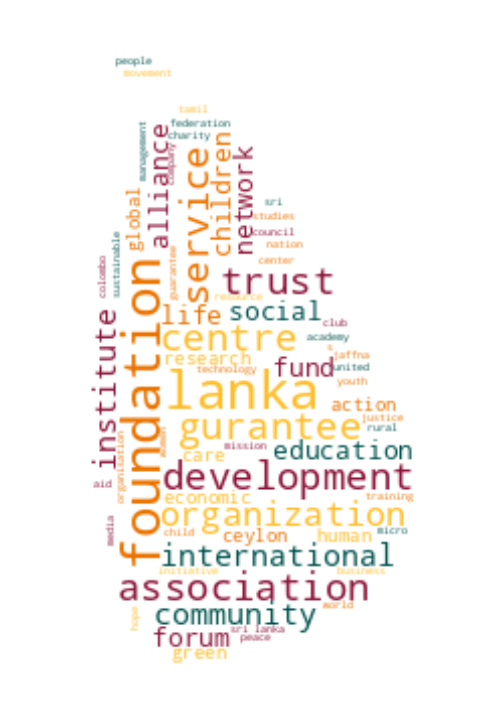 people
movement
tamil
federation
charity
management
alliance
company
service
children
network
global
sri
studies
council
nation
center
sustainable
colombo
guarantee
foundation
trust
resource
life
social
club
centre
academy
institute
research
s
jaffna
technology
fund
united
youth
lanka
action
gurantee
justice
rural
mission
education
care
women
organisation
aid
development
economic
training
organization
media
child
ceylon
human
micro
international
initiative
business
association
hope
community
world
forum
sri lanka
peace
green